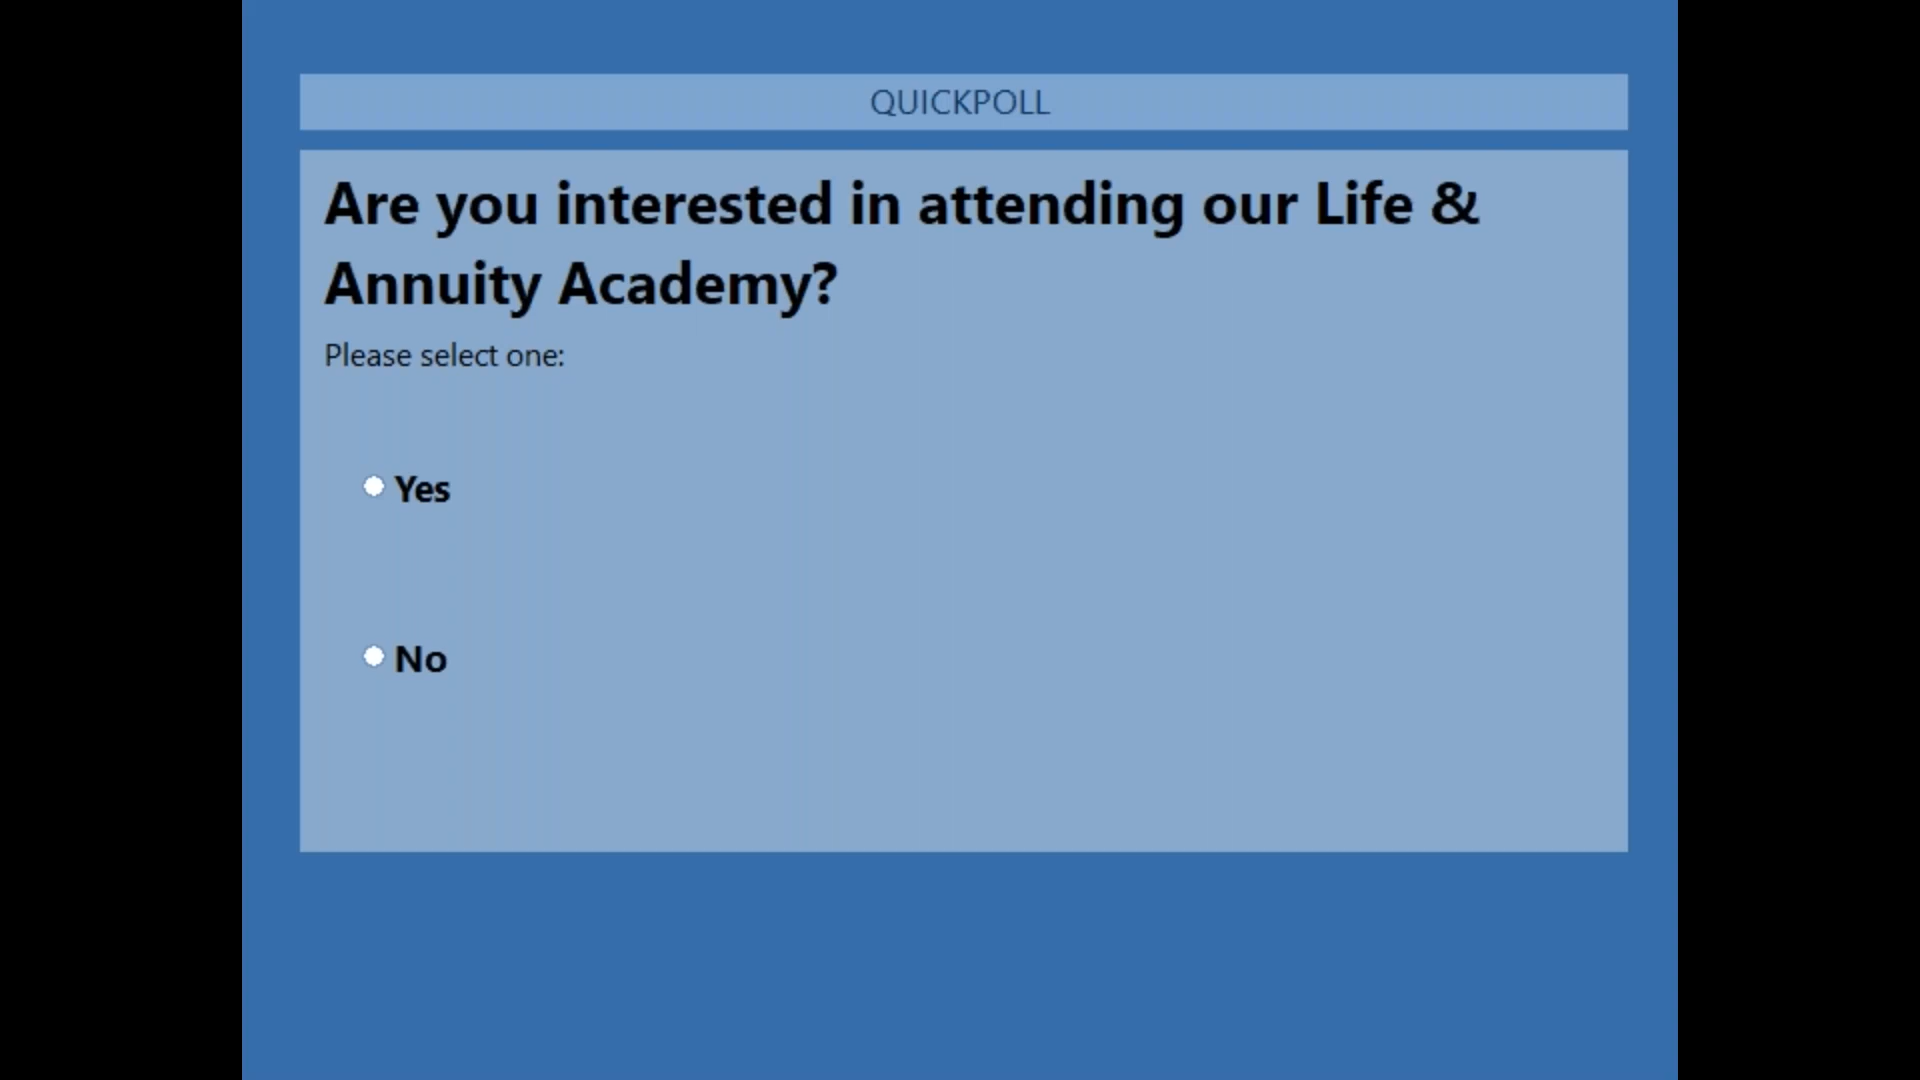 QUICKPOLL
Are you interested in attending our Life &
Annuity Academy?
Please select one:
Yes
No